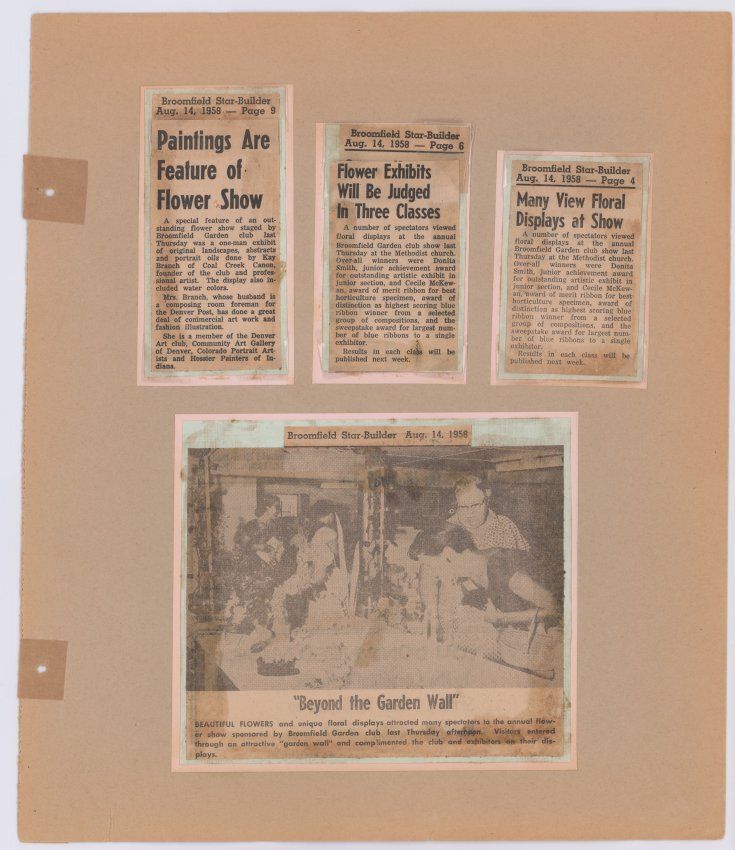 Broomfield Star-Builder
Aug. 14, 1958 — Page 9
Paintings Are
Feature of
Flower Show
A special feature of an out-
standing flower show staged by
Broomfield Garden club last
Thursday was a one-man exhibit
of original landscapes, abstracts
and portrait oils done by Kay
Branch of Coal Creek Canon,
founder of the club and profes-
sional artist. The display also in-
cluded water colors.
Mrs. Branch, whose husband is
a composing room foreman for
the Denver Post, has done a great
deal of commercial art work and
fashion illustration.
She is a member of the Denver
Art club, Community Art Gallery
of Denver, Colorado Portrait Art-
ists and Hessier Painters of In-
diana.
Broomfield Star-Builder
Aug. 14, 1958 — Page 6
Flower Exhibits
Will Be Judged
In Three Classes
A number of spectators viewed
floral displays at the annual
Broomfield Garden club show last
Thursday at the Methodist church.
Over-all winners were Donita
Smith, junior achievement award
for outstanding artistic exhibit in
junior section, and Cecile McKew-
an, award of merit ribbon for best
horticulture specimen, award of
distinction as highest scoring blue
ribbon winner from a selected
group of compositions, and the
sweepstake award for largest num-
ber of blue ribbons to a single
exhibitor.
Results in each class will be
published next week.
Broomfield Star-Builder
Aug. 14, 1958 — Page 4
Many View Floral
Displays at Show
A number of spectators viewed
floral displays at the annual
Broomfield Garden club show last
Thursday at the Methodist church.
Over-all winners were Donita
Smith, junior achievement award
for outstanding artistic exhibit in
junior section, and Cecile McKew-
an, award of merit ribbon for best
horticulture specimen, award of
distinction as highest scoring blue
ribbon winner from a selected
group of compositions, and the
sweepstake award for largest num-
ber of blue ribbons to a single
exhibitor.
Results in each class will be
published next week.
Broomfield Star-Builder Aug. 14, 1958
"Beyond the Garden Wall"
BEAUTIFUL FLOWERS and unique floral displays attracted many spectators to the annual flow-
er show sponsored by Broomfield Garden club last Thursday afternoon. Visitors entered
through an attractive "garden wall" and complimented the club and exhibitors on their dis-
plays.